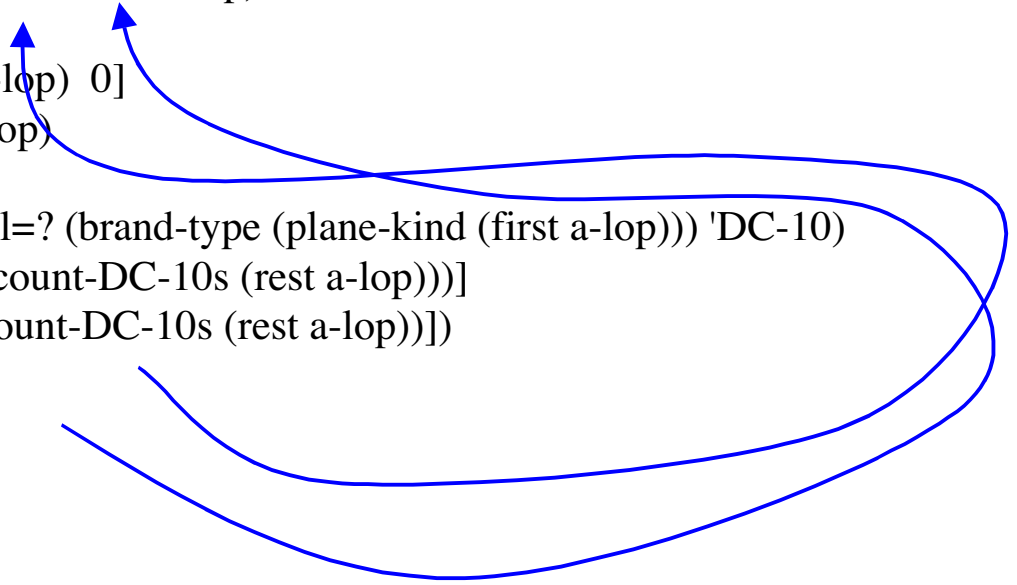 lop) 0]
op)
l=? (brand-type (plane-kind (first a-lop))) 'DC-10)
count-DC-10s (rest a-lop)))]
ount-DC-10s (rest a-lop))])